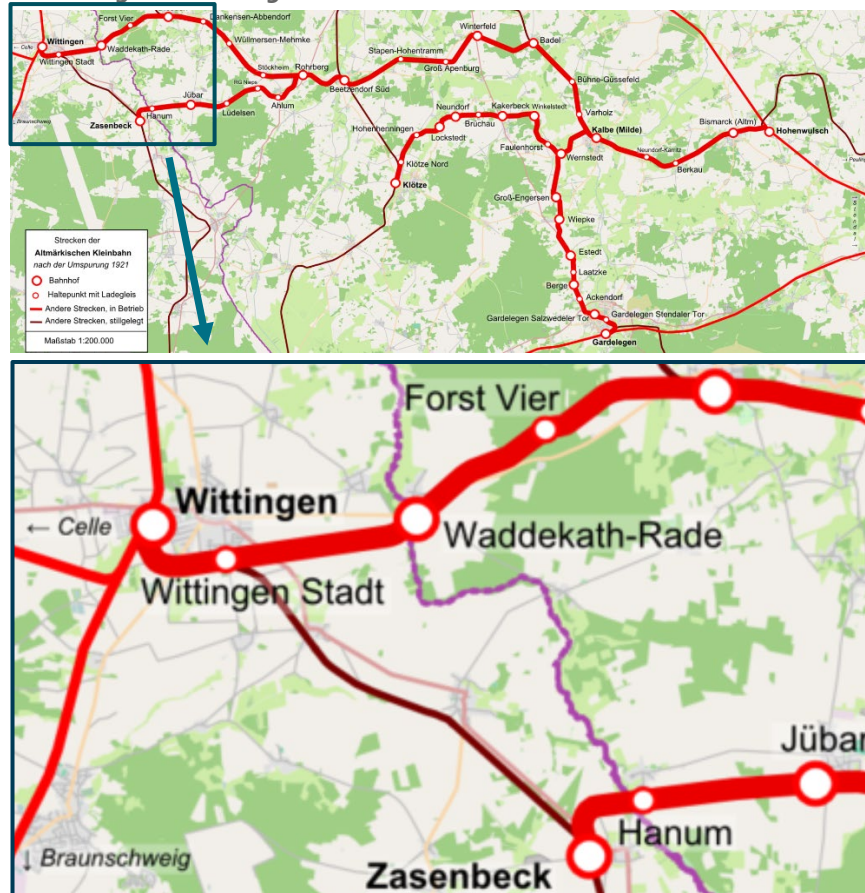 Forst Vier
Dankensen-Abbendorf
Winterfeld
Badel
← Celle
Wittingen
Waddekath-Rade
Wüllmersen-Mehmke
Stapen-Hohentramm
Wittingen Stadt
Stöckheim
Rohrberg
Groß Apenburg
Bühne-Güssefeld
Jübar
Ahlum
Beetzendorf Süd
Lüdelsen
Hanum
Zasenbeck
Braunschweig
Neundorf
Kakerbeck
Winkelstedt
Varholz
Bismarck (Altm)
Hohenwulsch
Hohenhenningen
Brüchau
Lockstedt
Kalbe (Milde)
Faulenhorst
Wernstedt
Neundorf-Karritz
Berkau
Klötze Nord
Klötze
Groß-Engersen
Wiepke
Estedt
Laatzke
Berge
Ackendorf
Gardelegen Salzwedeler Tor
Gardelegen Stendaler Tor
Gardelegen
Strecken der
Altmärkischen Kleinbahn
nach der Umspurung 1921
Bahnhof
Haltepunkt mit Ladegleis
Andere Strecken, in Betrieb
Andere Strecken, stillgelegt
Maßstab 1:200.000
Forst Vier
Wittingen
← Celle
Waddekath-Rade
Wittingen Stadt
Jübar
Hanum
↓ Braunschweig
Zasenbeck